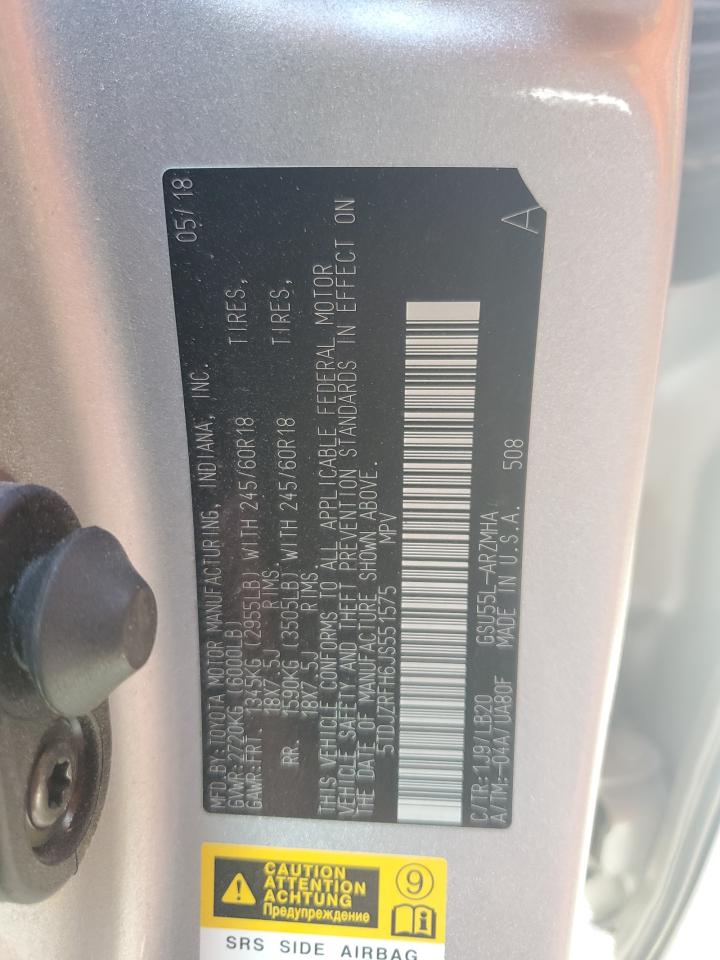 MFD.BY:TOYOTA MOTOR MANUFACTURING, INDIANA, INC. 05/18
GVWR:2720KG (6000LB)
GAWR:FRT. 1345KG (2955LB) WITH 245/60R18 TIRES,
18X7.5J RIMS
RR. 1590KG (3505LB) WITH 245/60R18 TIRES,
18X7.5J RIMS
THIS VEHICLE CONFORMS TO ALL APPLICABLE FEDERAL MOTOR
VEHICLE SAFETY AND THEFT PREVENTION STANDARDS IN EFFECT ON
THE DATE OF MANUFACTURE SHOWN ABOVE.
5TDJZRFH6JS551575 MPV
C/TR:1J9/LB20 GSU55L-ARZMHA
A/TM:-04A/UA80F MADE IN U.S.A. 508
A
CAUTION
ATTENTION
ACHTUNG
Предупреждение
9
i
SRS SIDE AIRBAG